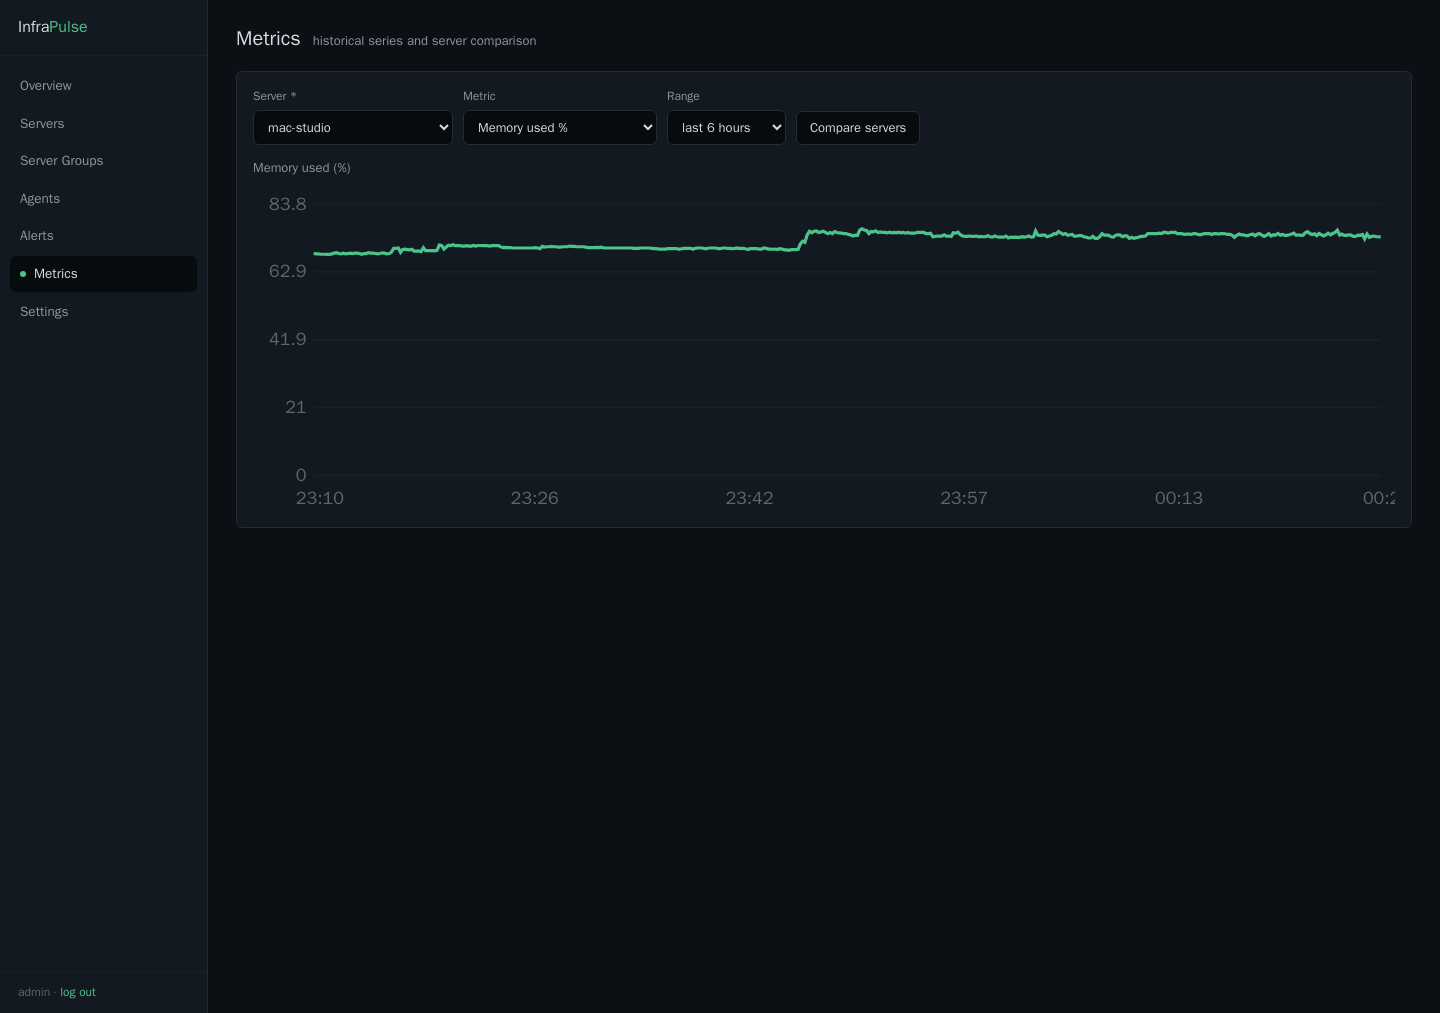 InfraPulse
Overview
Servers
Server Groups
Agents
Alerts
Metrics
Settings
admin · log out
Metrics historical series and server comparison
Server * Metric Range
mac-studio Memory used % last 6 hours Compare servers
Memory used (%)
83.8
62.9
41.9
21
0
23:10 23:26 23:42 23:57 00:13